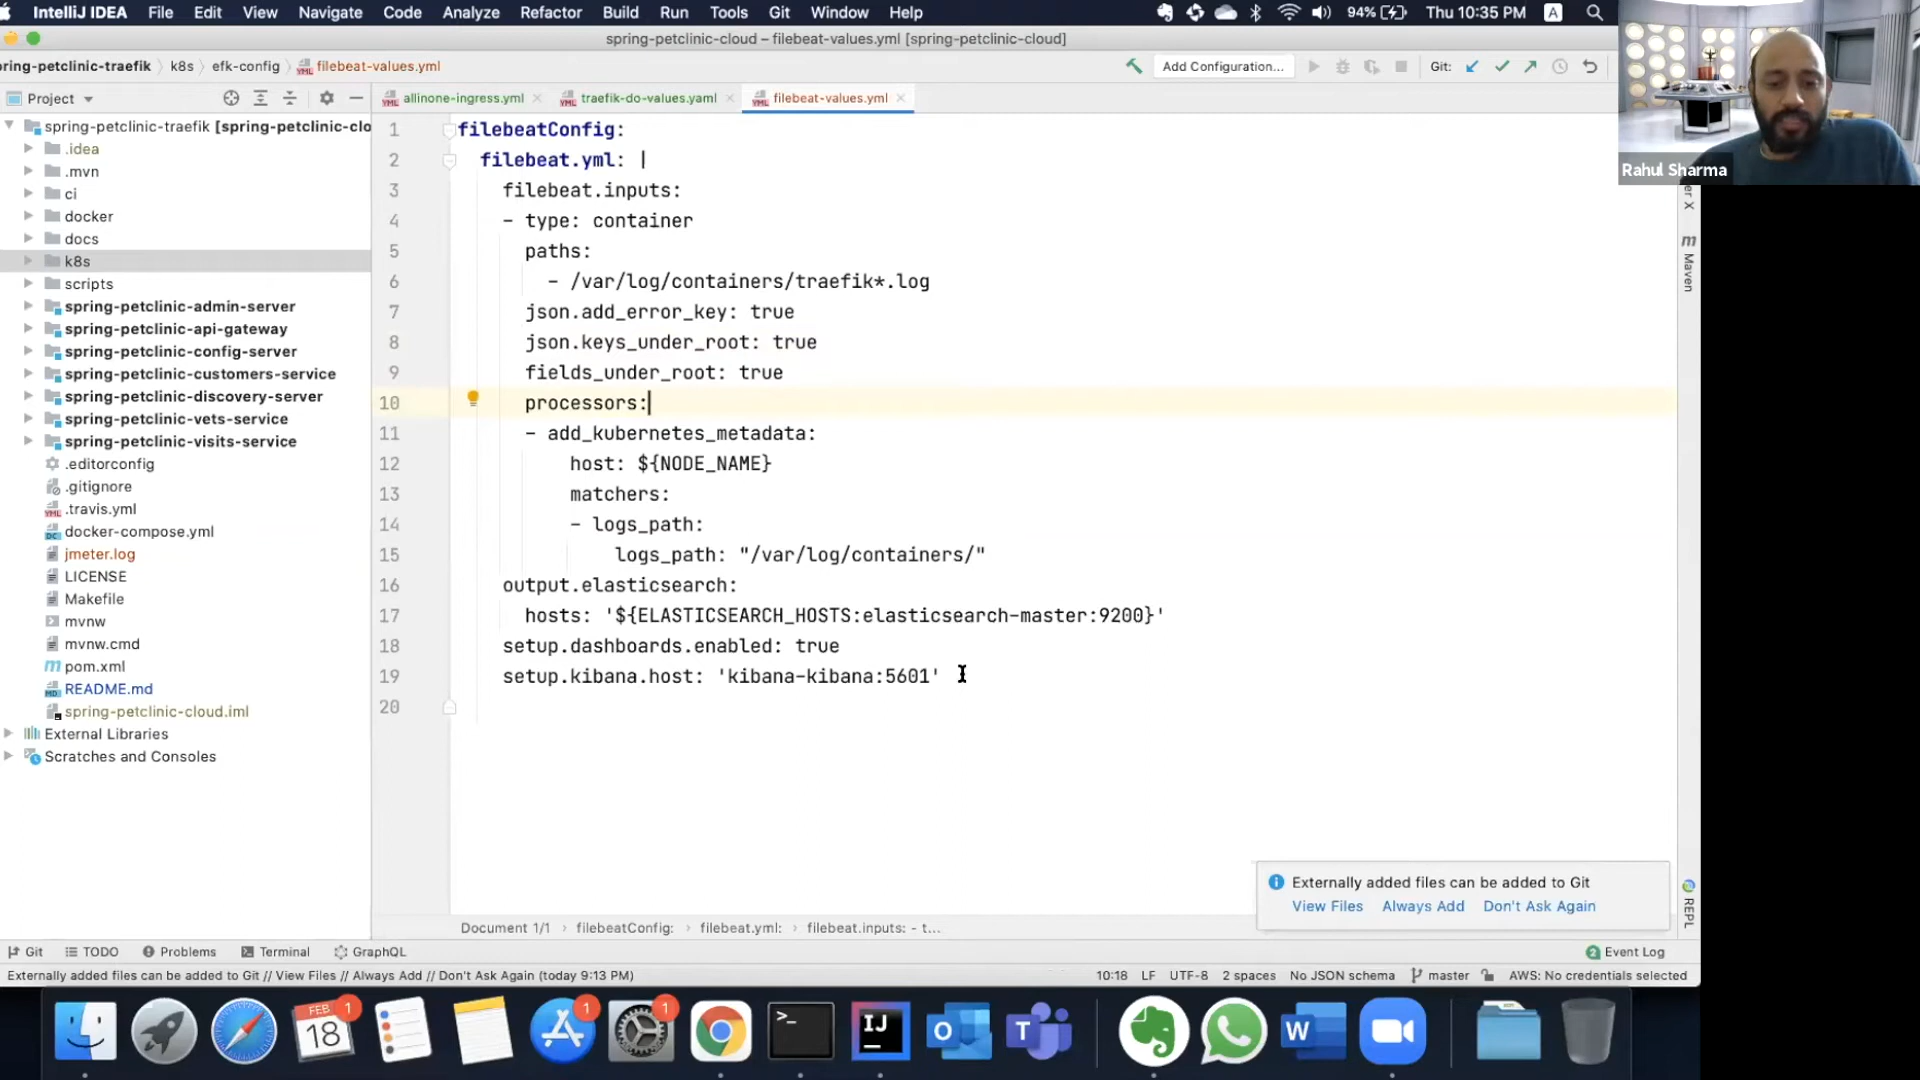 IntelliJ IDEA File Edit View Navigate Code Analyze Refactor Build Run Tools Git Window Help 94% Thu 10:35 PM A
spring-petclinic-cloud – filebeat-values.yml [spring-petclinic-cloud]
ring-petclinic-traefik k8s efk-config filebeat-values.yml Add Configuration... Git:
Project allinone-ingress.yml traefik-do-values.yaml filebeat-values.yml
spring-petclinic-traefik [spring-petclinic-clo
.idea
.mvn
ci
docker
docs
k8s
scripts
spring-petclinic-admin-server
spring-petclinic-api-gateway
spring-petclinic-config-server
spring-petclinic-customers-service
spring-petclinic-discovery-server
spring-petclinic-vets-service
spring-petclinic-visits-service
.editorconfig
.gitignore
.travis.yml
docker-compose.yml
jmeter.log
LICENSE
Makefile
mvnw
mvnw.cmd
pom.xml
README.md
spring-petclinic-cloud.iml
External Libraries
Scratches and Consoles
1 filebeatConfig:
2 filebeat.yml: |
3 filebeat.inputs:
4 - type: container
5 paths:
6 - /var/log/containers/traefik*.log
7 json.add_error_key: true
8 json.keys_under_root: true
9 fields_under_root: true
10 processors:
11 - add_kubernetes_metadata:
12 host: ${NODE_NAME}
13 matchers:
14 - logs_path:
15 logs_path: "/var/log/containers/"
16 output.elasticsearch:
17 hosts: '${ELASTICSEARCH_HOSTS:elasticsearch-master:9200}'
18 setup.dashboards.enabled: true
19 setup.kibana.host: 'kibana-kibana:5601'
20
Rahul Sharma
Maven
REPL
Externally added files can be added to Git
View Files Always Add Don't Ask Again
Document 1/1 › filebeatConfig: › filebeat.yml: › filebeat.inputs: - t...
Git TODO Problems Terminal GraphQL 2 Event Log
Externally added files can be added to Git // View Files // Always Add // Don't Ask Again (today 9:13 PM) 10:18 LF UTF-8 2 spaces No JSON schema master AWS: No credentials selected
FEB 18 1
1
1
>_
IJ
O
T
W